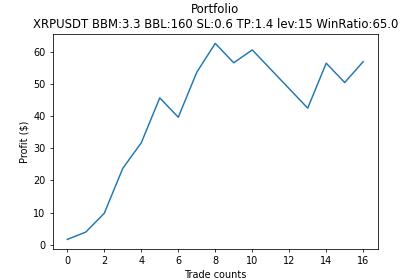 Portfolio
XRPUSDT BBM:3.3 BBL:160 SL:0.6 TP:1.4 lev:15 WinRatio:65.0
60
50
40
30
20
10
0
Profit ($)
0 2 4 6 8 10 12 14 16
Trade counts